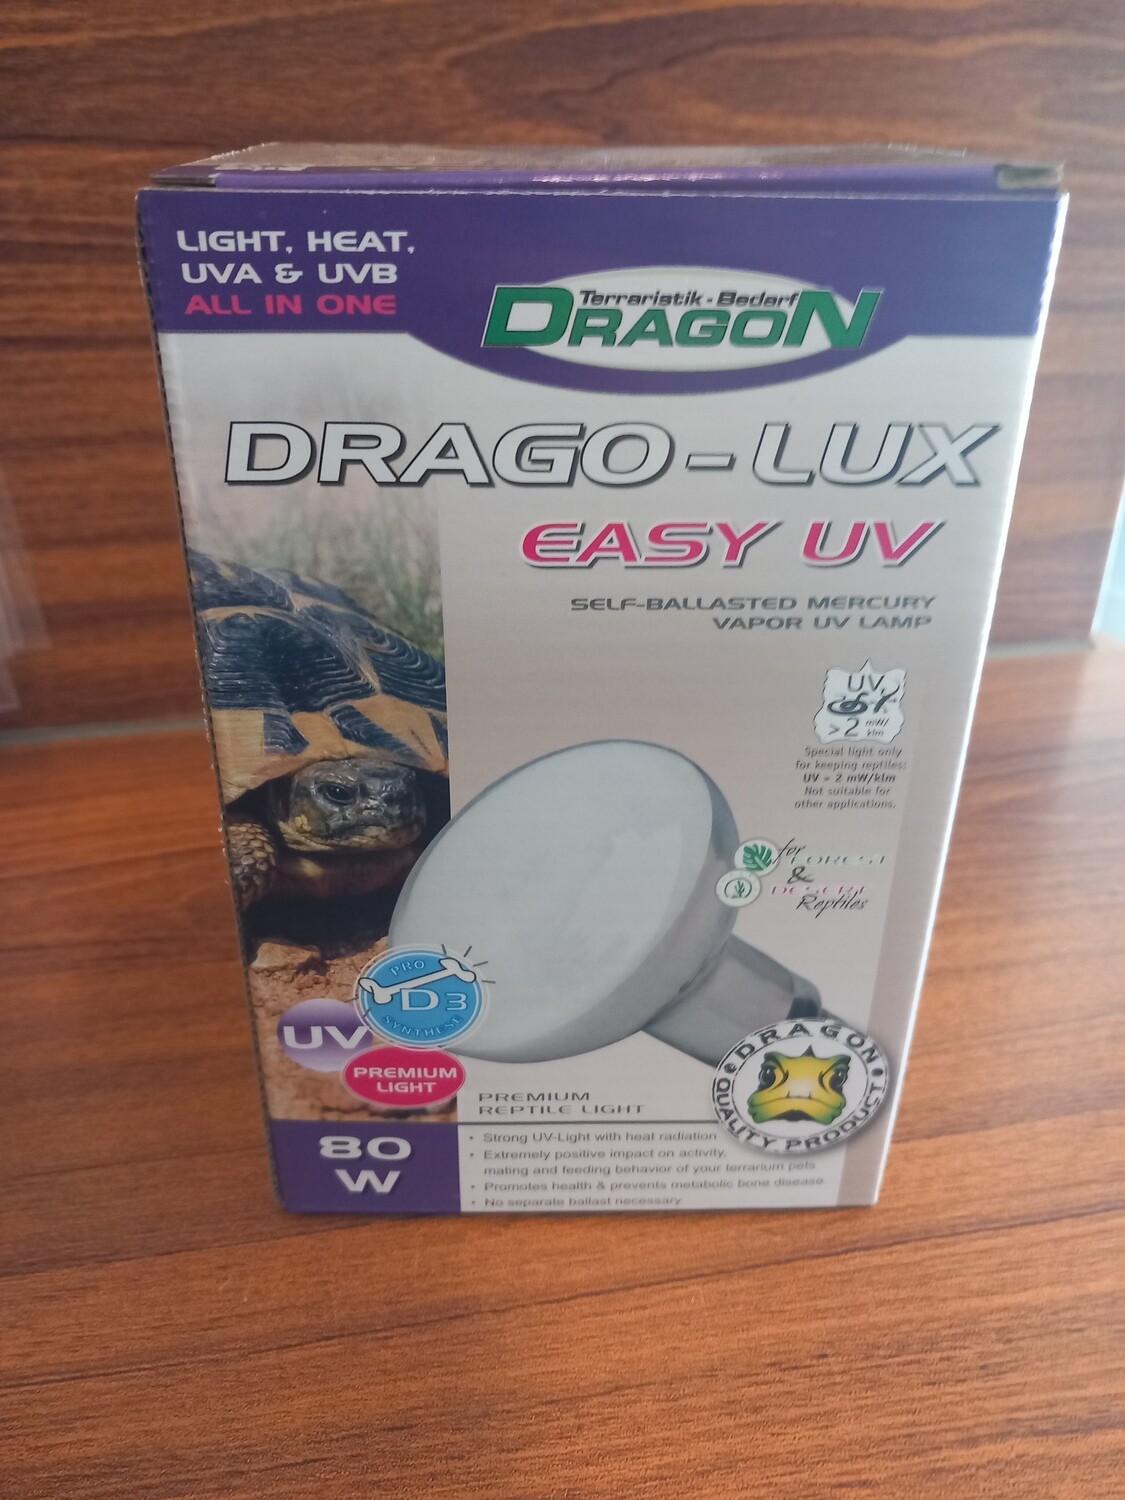 LIGHT, HEAT,
UVA & UVB
ALL IN ONE
Terraristik-Bedarf
DRAGON
DRAGO-LUX
EASY UV
SELF-BALLASTED MERCURY
VAPOR UV LAMP
UV
>2 mW/
klm
Special light only
for keeping reptiles:
UV > 2 mW/klm
Not suitable for
other applications.
for FOREST
&
DESERT
Reptiles
PRO
D3
SYNTHESE
UV
PREMIUM
LIGHT
DRAGON
QUALITY PRODUCT
PREMIUM
REPTILE LIGHT
80
W
• Strong UV-Light with heat radiation
• Extremely positive impact on activity,
mating and feeding behavior of your terrarium pets
• Promotes health & prevents metabolic bone disease
• No separate ballast necessary